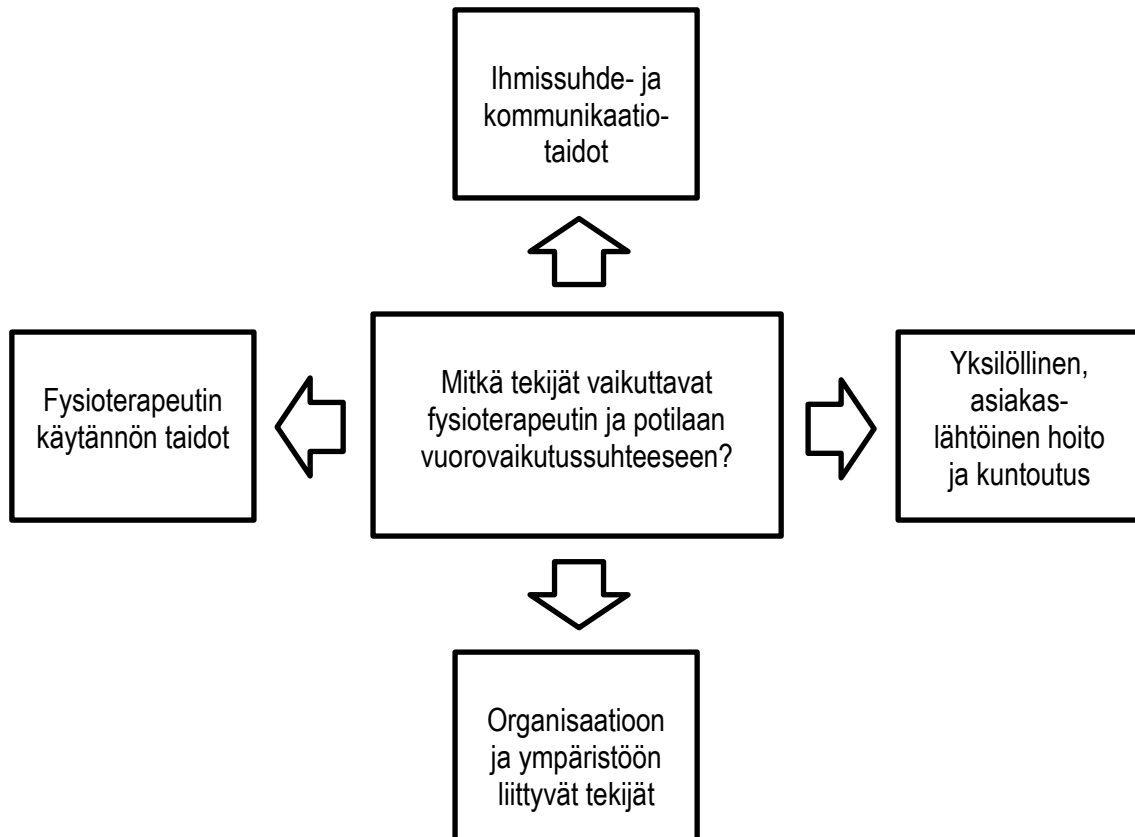 Ihmissuhde- ja
kommunikaatio-
taidot
Fysioterapeutin
käytännön taidot
Mitkä tekijät vaikuttavat
fysioterapeutin ja potilaan
vuorovaikutussuhteeseen?
Yksilöllinen,
asiakas-
lähtöinen hoito
ja kuntoutus
Organisaatioon
ja ympäristöön
liittyvät tekijät